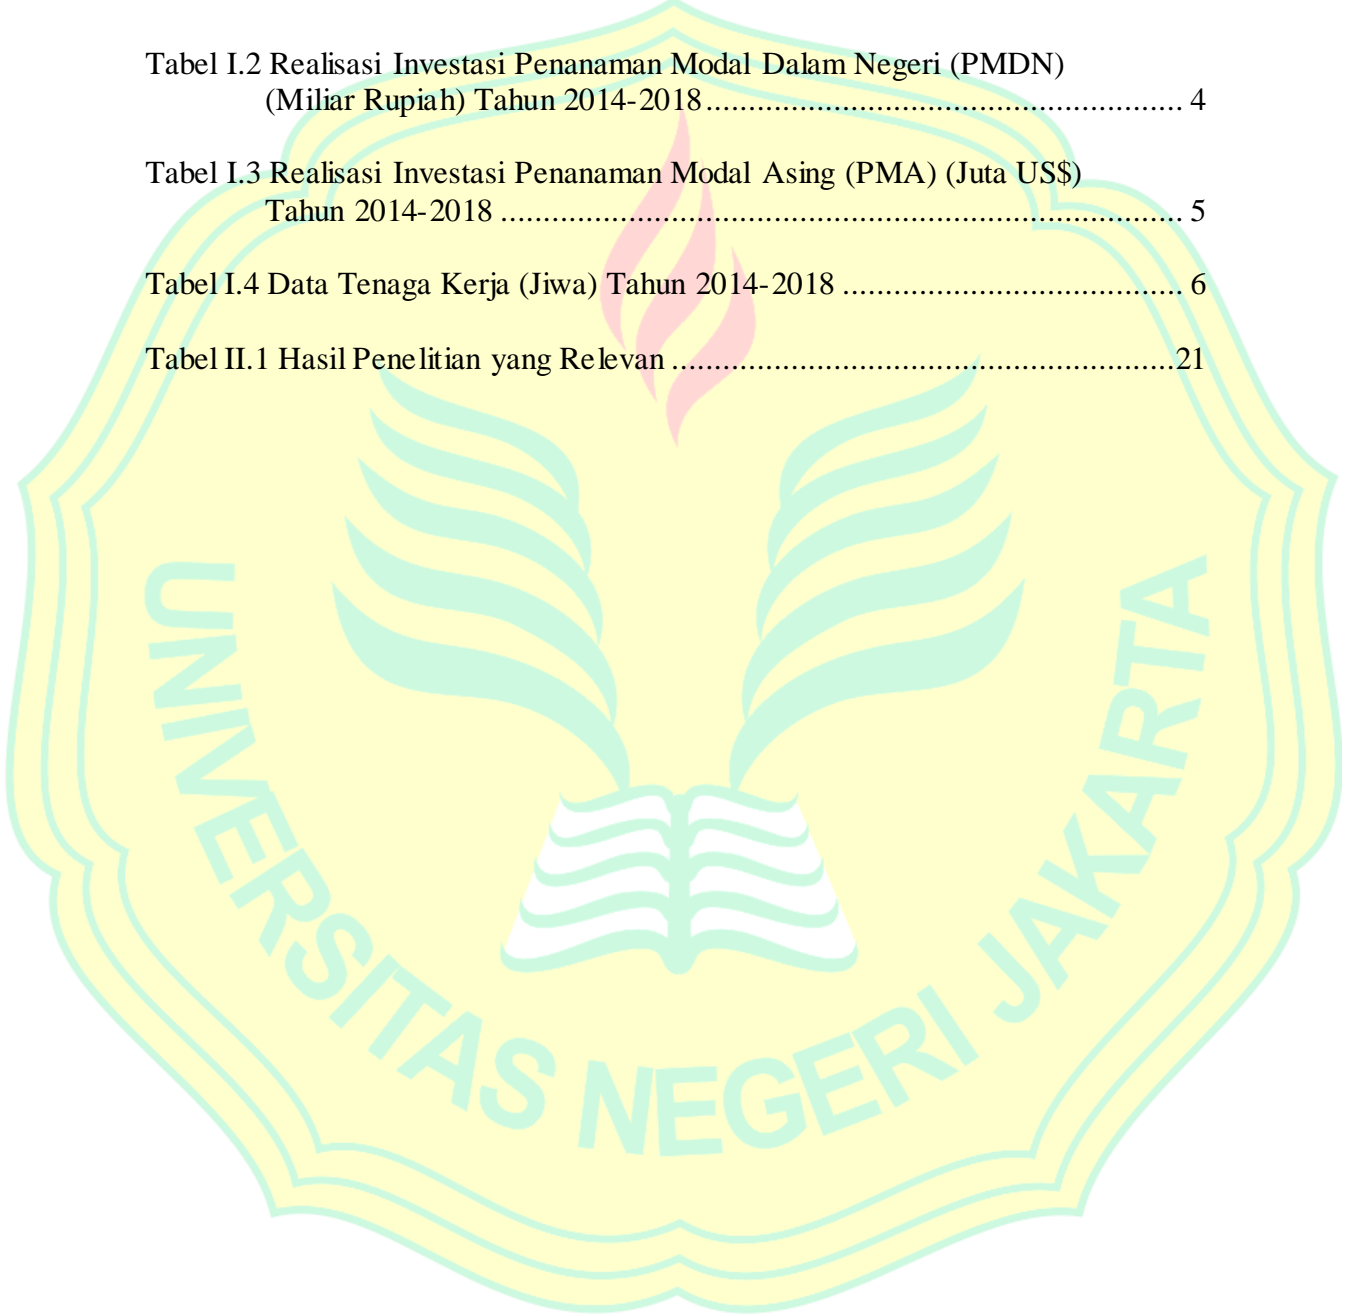 Tabel I.2 Realisasi Investasi Penanaman Modal Dalam Negeri (PMDN)
(Miliar Rupiah) Tahun 2014-2018.......................................................... 4
Tabel I.3 Realisasi Investasi Penanaman Modal Asing (PMA) (Juta US$)
Tahun 2014-2018 ................................................................................... 5
Tabel I.4 Data Tenaga Kerja (Jiwa) Tahun 2014-2018 ......................................... 6
Tabel II.1 Hasil Penelitian yang Relevan .............................................................21
UNIVERSITAS NEGERI JAKARTA